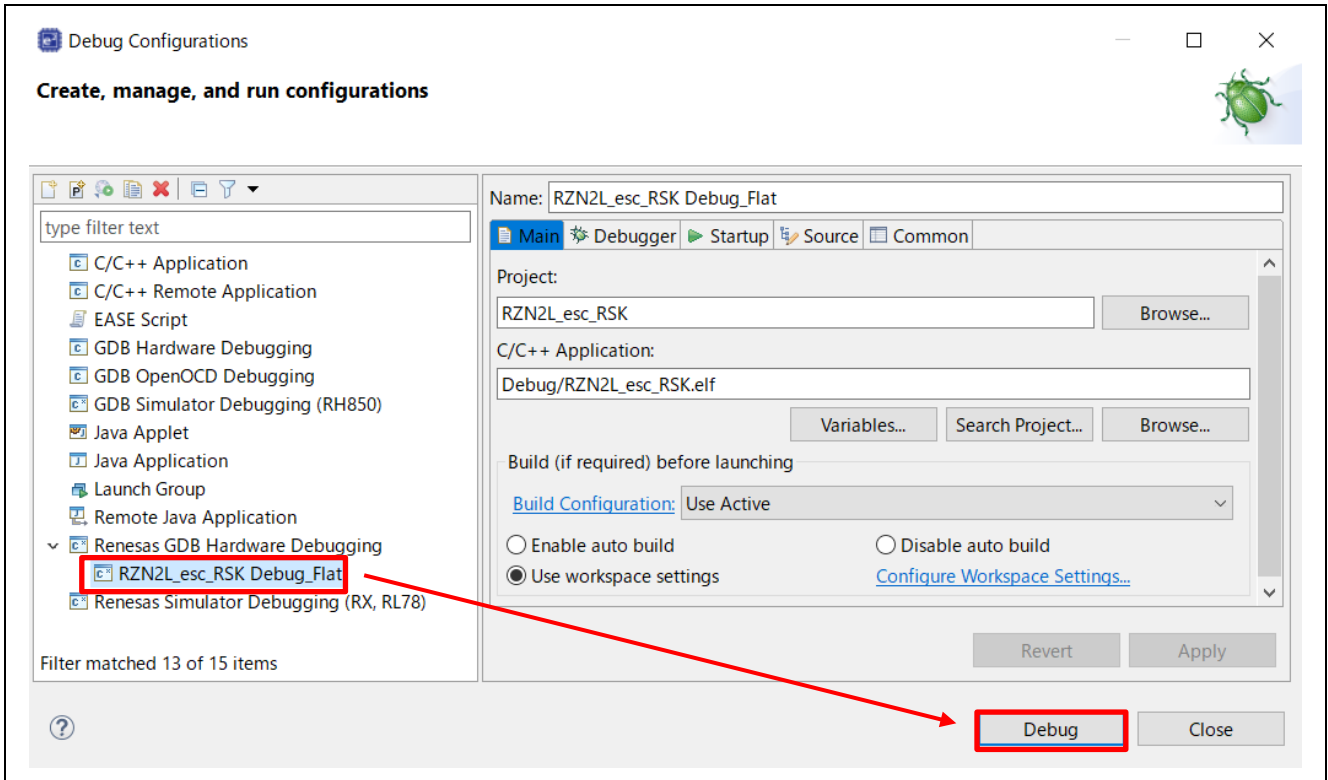 Debug Configurations
Create, manage, and run configurations
type filter text
C/C++ Application
C/C++ Remote Application
EASE Script
GDB Hardware Debugging
GDB OpenOCD Debugging
GDB Simulator Debugging (RH850)
Java Applet
Java Application
Launch Group
Remote Java Application
Renesas GDB Hardware Debugging
RZN2L_esc_RSK Debug_Flat
Renesas Simulator Debugging (RX, RL78)
Filter matched 13 of 15 items
Name: RZN2L_esc_RSK Debug_Flat
Main Debugger Startup Source Common
Project:
RZN2L_esc_RSK Browse...
C/C++ Application:
Debug/RZN2L_esc_RSK.elf
Variables... Search Project... Browse...
Build (if required) before launching
Build Configuration: Use Active
Enable auto build Disable auto build
Use workspace settings Configure Workspace Settings...
Revert Apply
? Debug Close